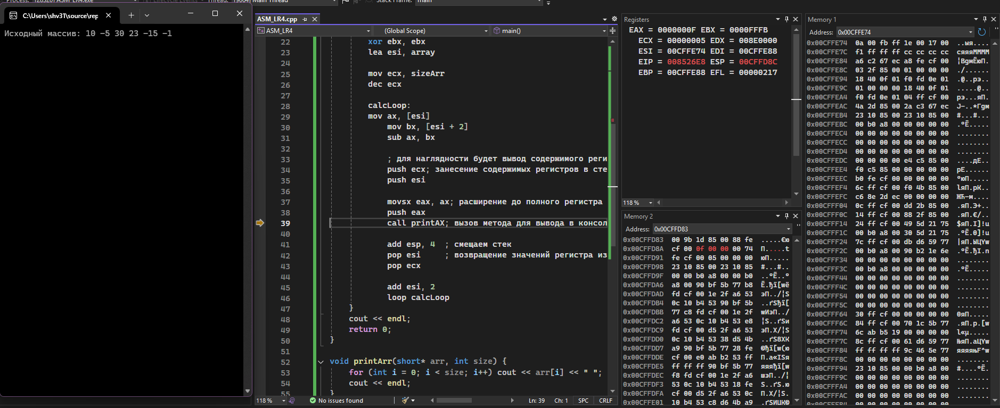 Process: [28320] ASM_LR4.exe Lifecycle Events Thread: [9004] Main Thread Stack Frame: main
C:\Users\shv31\source\rep
Исходный массив: 10 -5 30 23 -15 -1
ASM_LR4.cpp
ASM_LR4 (Global Scope) main()
22 xor ebx, ebx
23 lea esi, array
24
25 mov ecx, sizeArr
26 dec ecx
27
28 calcLoop:
29 mov ax, [esi]
30 mov bx, [esi + 2]
31 sub ax, bx
32
33 ; для наглядности будет вывод содержимого реги
34 push ecx; занесение содержимых регистров в сте
35 push esi
36
37 movsx eax, ax; расширение до полного регистра
38 push eax
39 call printAX; вызов метода для вывода в консол
40
41 add esp, 4 ; смещаем стек
42 pop esi ; возвращение значений регистра из
43 pop ecx
44
45 add esi, 2
46 loop calcLoop
47 }
48 cout << endl;
49 return 0;
50 }
51
52 void printArr(short* arr, int size) {
53 for (int i = 0; i < size; i++) cout << arr[i] << " ";
54 cout << endl;
55 }
118 % No issues found Ln: 39 Ch: 1 SPC CRLF
Registers
EAX = 0000000F EBX = 0000FFFB
ECX = 00000005 EDX = 008E0000
ESI = 00CFFE74 EDI = 00CFFE88
EIP = 008526E8 ESP = 00CFFD8C
EBP = 00CFFE88 EFL = 00000217
118 %
Memory 2
Address: 0x00CFFD83
0x00CFFD83 00 9b 1d 85 00 88 fe .....€ю
0x00CFFD8A cf 00 0f 00 00 00 74 П.....t
0x00CFFD91 fe cf 00 05 00 00 00 юП.....
0x00CFFD98 23 10 85 00 23 10 85 #...#..
0x00CFFD9F 00 00 b0 a8 00 00 b0 ..°Ё..°
0x00CFFDA6 a8 00 90 bf 5b 77 b8 Ё.ђї[wё
0x00CFFDAD fd cf 00 1e 2f a6 53 эП../¦S
0x00CFFDB4 0c 10 b4 53 90 bf 5b ..ґSђї[
0x00CFFDBB 77 c8 fd cf 00 1e 2f wИэП../
0x00CFFDC2 a6 53 0c 10 b4 53 e8 ¦S..ґSи
0x00CFFDC9 fd cf 00 d5 2f a6 53 эП.Х/¦S
0x00CFFDD0 0c 10 b4 53 38 d5 4b ..ґS8ХK
0x00CFFDD7 a9 90 bf 5b 77 28 fe ©ђї[w(ю
0x00CFFDDE cf 00 e0 ab b2 53 ff П.а«ІSя
0x00CFFDE5 ff ff ff 90 bf 5b 77 яяяђї[w
0x00CFFDEC f8 fd cf 00 1e 2f a6 шэП../¦
0x00CFFDF3 53 0c 10 b4 53 18 fe S..ґS.ю
0x00CFFDFA cf 00 d5 2f a6 53 0c П.Х/¦S.
0x00CFFE01 10 b4 53 c8 d6 4b a9 .ґSИЦK©
Memory 1
Address: 0x00CFFE74
0x00CFFE74 0a 00 fb ff 1e 00 17 00 ..ыя....
0x00CFFE7C f1 ff ff ff cc cc cc cc сяяяММММ
0x00CFFE84 a6 c2 67 ec a8 fe cf 00 ¦ВgмЁюП.
0x00CFFE8C 03 2f 85 00 01 00 00 00 ./......
0x00CFFE94 18 40 0f 01 f0 fd 0e 01 .@..рэ..
0x00CFFE9C 01 00 00 00 18 40 0f 01 .....@..
0x00CFFEA4 f0 fd 0e 01 04 ff cf 00 рэ...яП.
0x00CFFEAC 4a 2d 85 00 2a c3 67 ec J-..*Гgм
0x00CFFEB4 23 10 85 00 23 10 85 00 #...#...
0x00CFFEBC 00 b0 a8 00 00 00 00 00 .°Ё.....
0x00CFFEC4 00 00 00 00 00 00 00 00 ........
0x00CFFECC 00 00 00 00 00 00 00 00 ........
0x00CFFED4 00 00 00 00 00 00 00 00 ........
0x00CFFEDC 00 00 00 00 e4 c5 85 00 ....дЕ..
0x00CFFEE4 f0 c5 85 00 00 00 00 00 рЕ......
0x00CFFEEC b0 fe cf 00 00 00 00 00 °юП.....
0x00CFFEF4 6c ff cf 00 f0 4b 85 00 lяП.рK..
0x00CFFEFC c6 8e 2d ec 00 00 00 00 ЖЋ-м....
0x00CFFF04 0c ff cf 00 dd 2b 85 00 .яП.Э+..
0x00CFFF0C 14 ff cf 00 88 2f 85 00 .яП.€/..
0x00CFFF14 24 ff cf 00 49 5d 21 75 $яП.I]!u
0x00CFFF1C 00 b0 a8 00 30 5d 21 75 .°Ё.0]!u
0x00CFFF24 7c ff cf 00 db d6 59 77 |яП.ЫЦYw
0x00CFFF2C 00 b0 a8 00 90 b2 1e 6e .°Ё.ђІ.n
0x00CFFF34 00 00 00 00 00 00 00 00 ........
0x00CFFF3C 00 b0 a8 00 00 00 00 00 .°Ё.....
0x00CFFF44 00 00 00 00 00 00 00 00 ........
0x00CFFF4C 00 00 00 00 00 00 00 00 ........
0x00CFFF54 00 00 00 00 00 00 00 00 ........
0x00CFFF5C 00 00 00 00 00 00 00 00 ........
0x00CFFF64 30 ff cf 00 00 00 00 00 0яП.....
0x00CFFF6C 84 ff cf 00 70 1c 5b 77 .яП.p.[w
0x00CFFF74 6c ab b5 19 00 00 00 00 l«µ.....
0x00CFFF7C 8c ff cf 00 61 d6 59 77 ЊяП.aЦYw
0x00CFFF84 ff ff ff ff 9c 46 5e 77 яяяяњF^w
0x00CFFF8C 00 00 00 00 00 00 00 00 ........
0x00CFFF94 23 10 85 00 00 b0 a8 00 #....°Ё.
0x00CFFF9C 00 00 00 00 00 00 00 00 ........
0x00CFFFA4 00 00 00 00 00 00 00 00 ........
0x00CFFFAC 00 00 00 00 00 00 00 00 ........